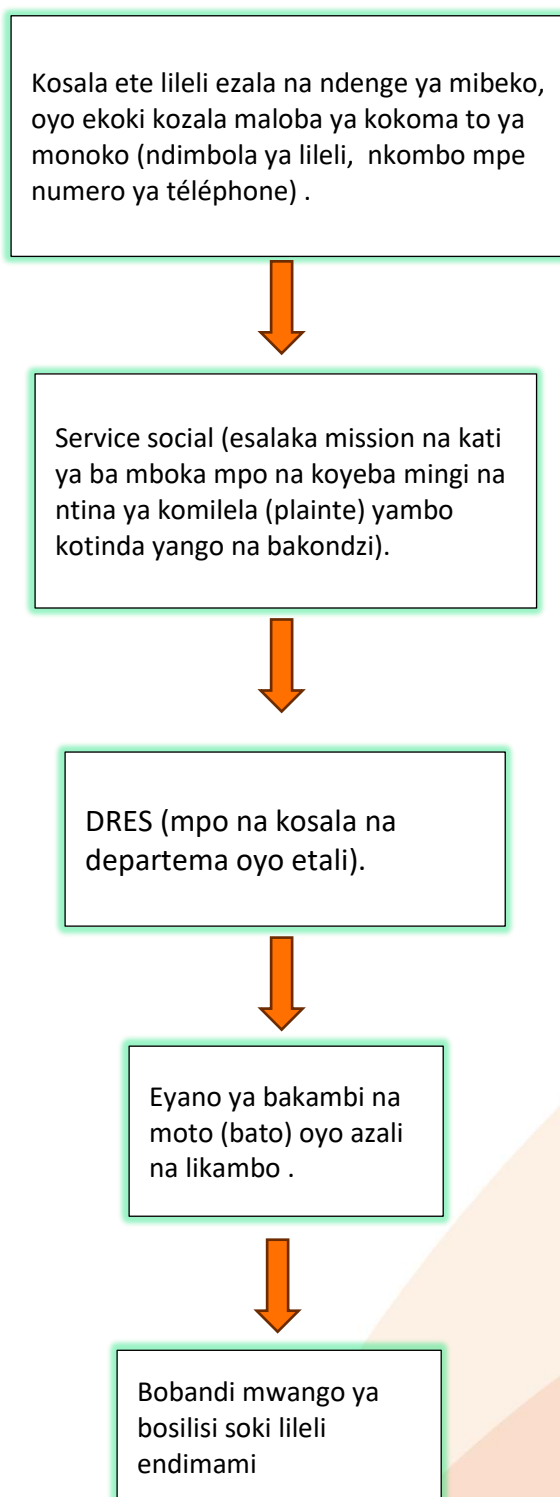 Kosala ete lileli ezala na ndenge ya mibeko,
oyo ekoki kozala maloba ya kokoma to ya
monoko (ndimbola ya lileli,  nkombo mpe
numero ya téléphone) .
Service social (esalaka mission na kati
ya ba mboka mpo na koyeba mingi na
ntina ya komilela (plainte) yambo
kotinda yango na bakondzi).
DRES (mpo na kosala na
departema oyo etali).
Eyano ya bakambi na
moto (bato) oyo azali
na likambo .
Bobandi mwango ya
bosilisi soki lileli
endimami